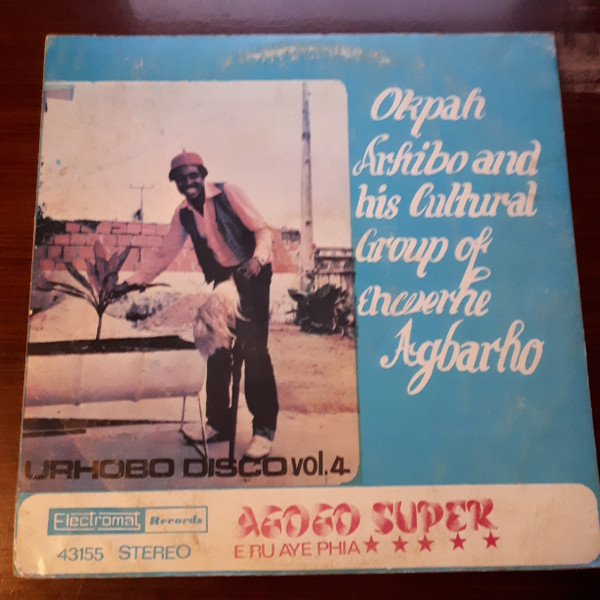 Okpah
Arhibo and
his Cultural
Group of
Ehwerhe
Agbarho
URHOBO DISCO vol. 4
Electromat Records
43155 STEREO
AGOGO SUPER
E RU AYE PHIA ★ ★ ★ ★ ★